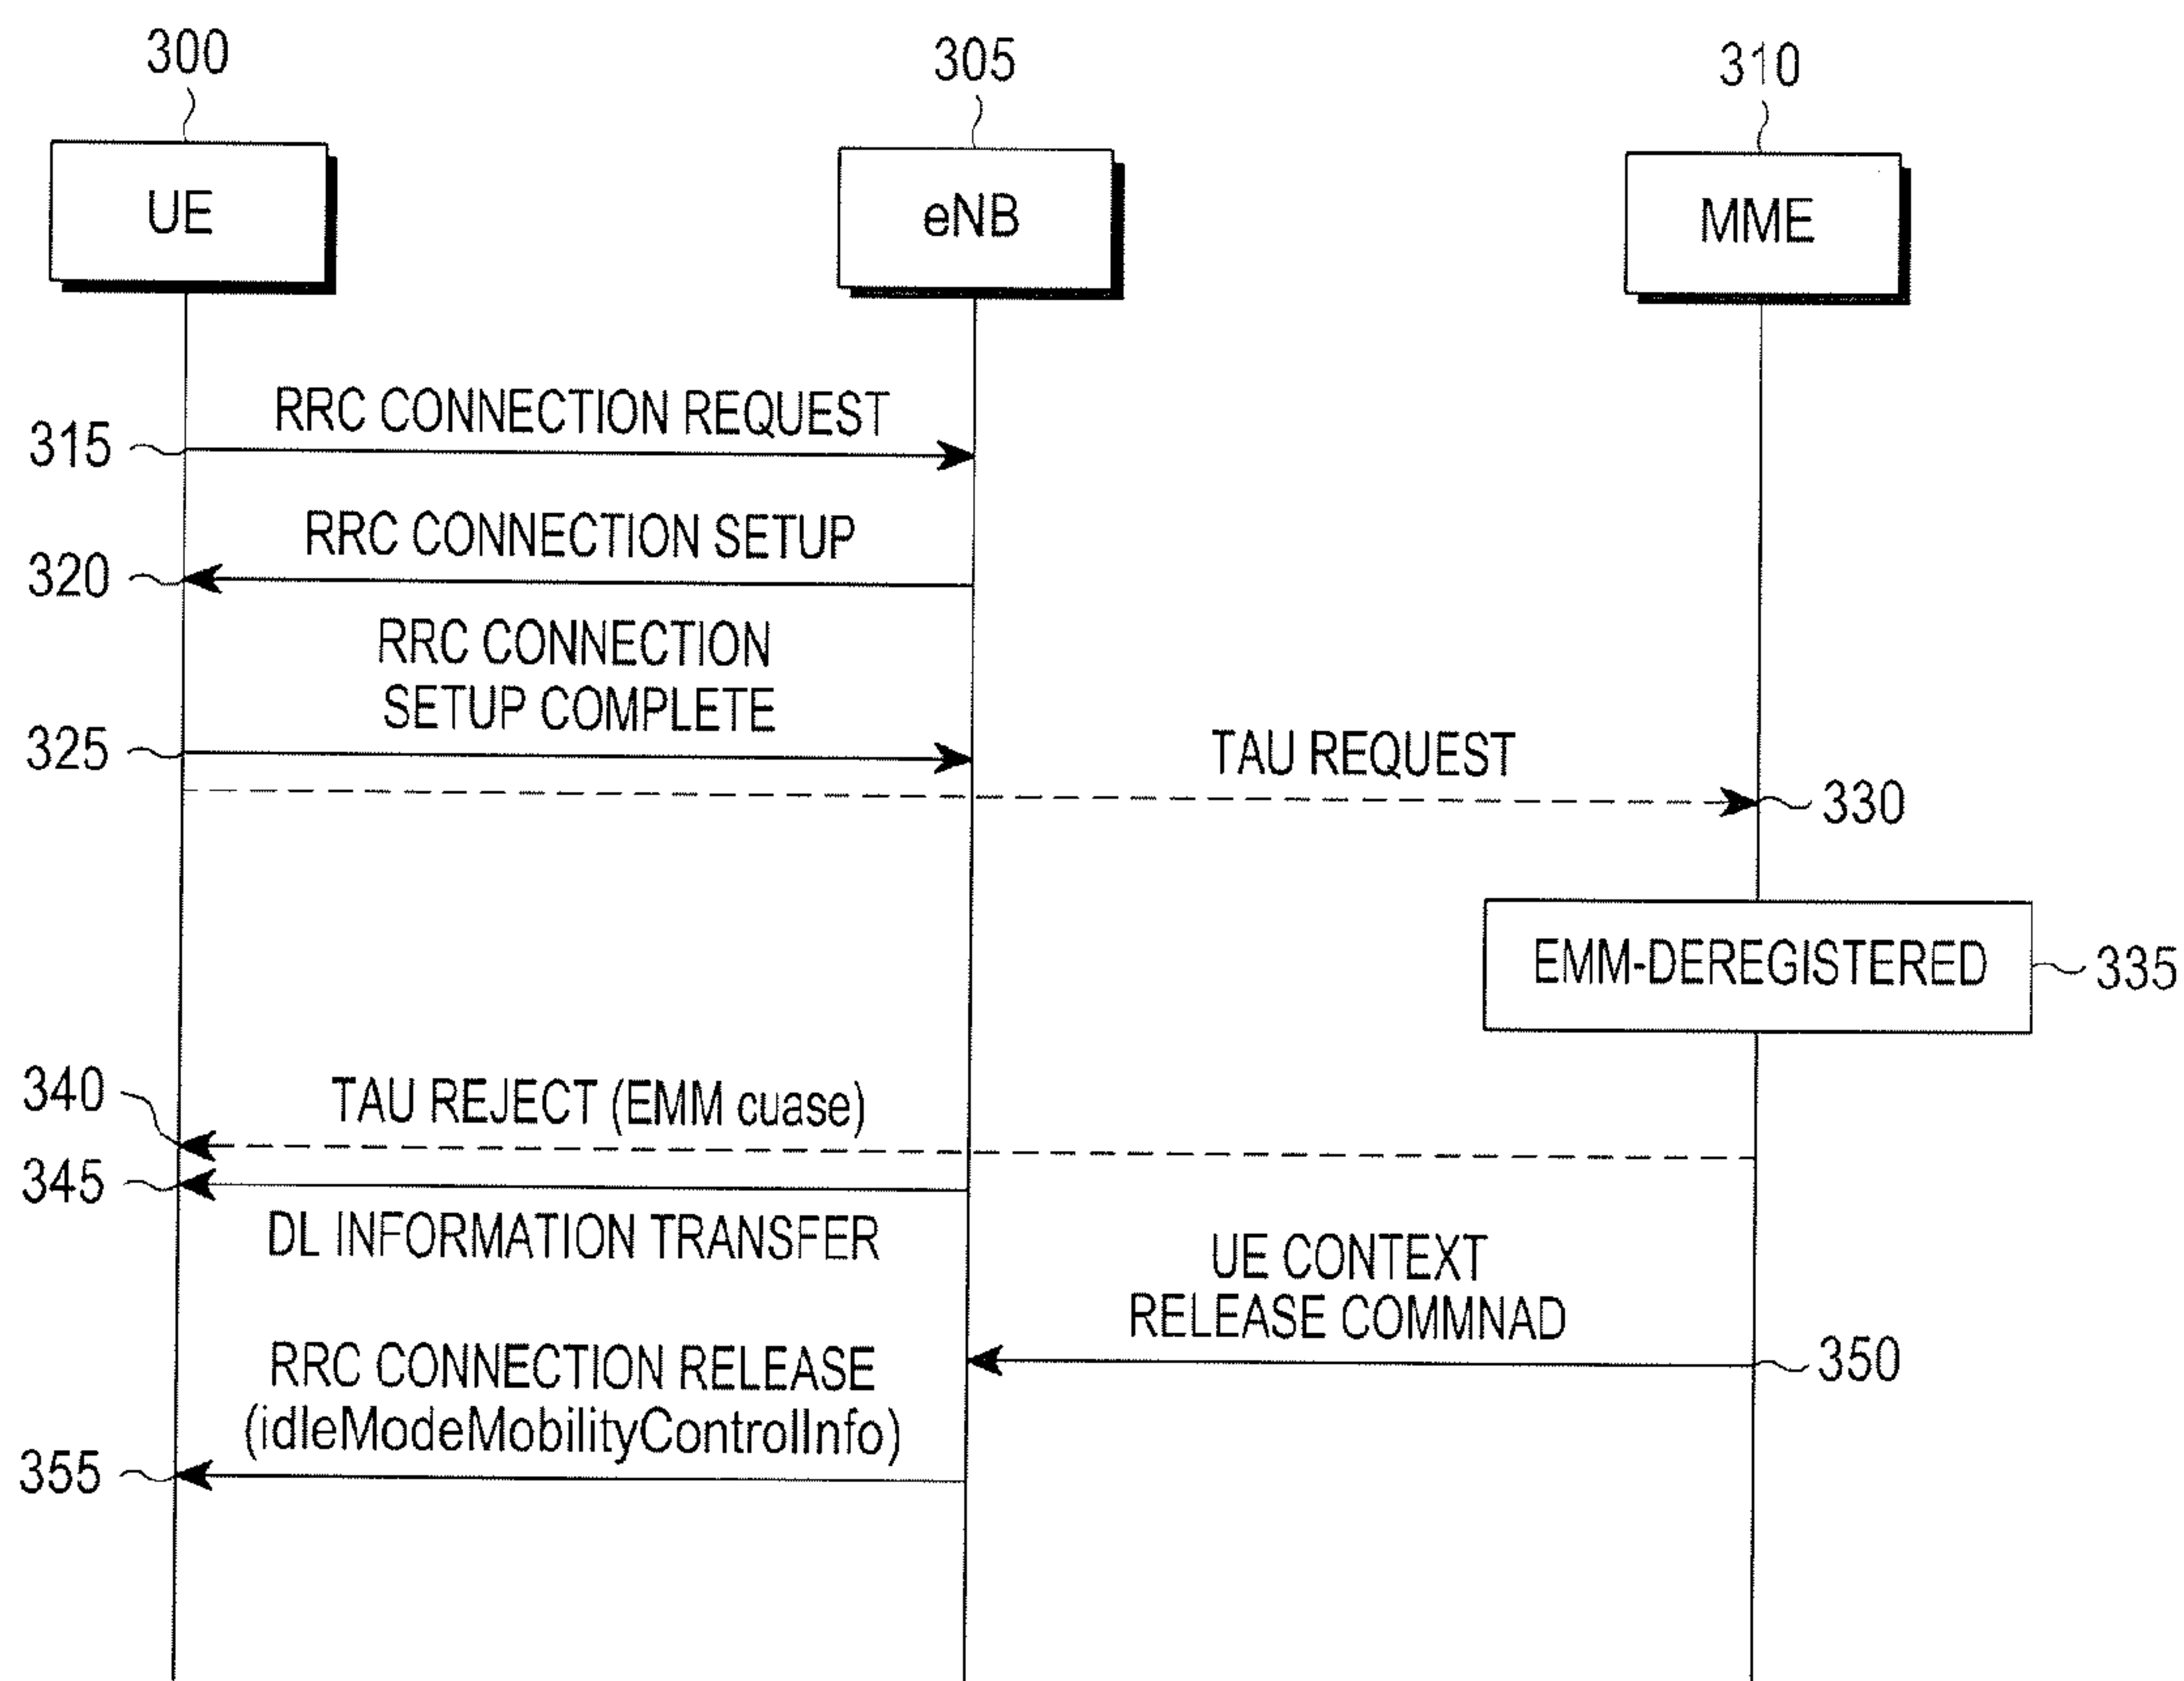 300
305
310
UE
eNB
MME
RRC CONNECTION REQUEST
315
RRC CONNECTION SETUP
320
RRC CONNECTION
SETUP COMPLETE
325
TAU REQUEST
330
EMM-DEREGISTERED
335
340
TAU REJECT (EMM cuase)
345
DL INFORMATION TRANSFER
UE CONTEXT
RELEASE COMMNAD
350
RRC CONNECTION RELEASE
(idleModeMobilityControlInfo)
355